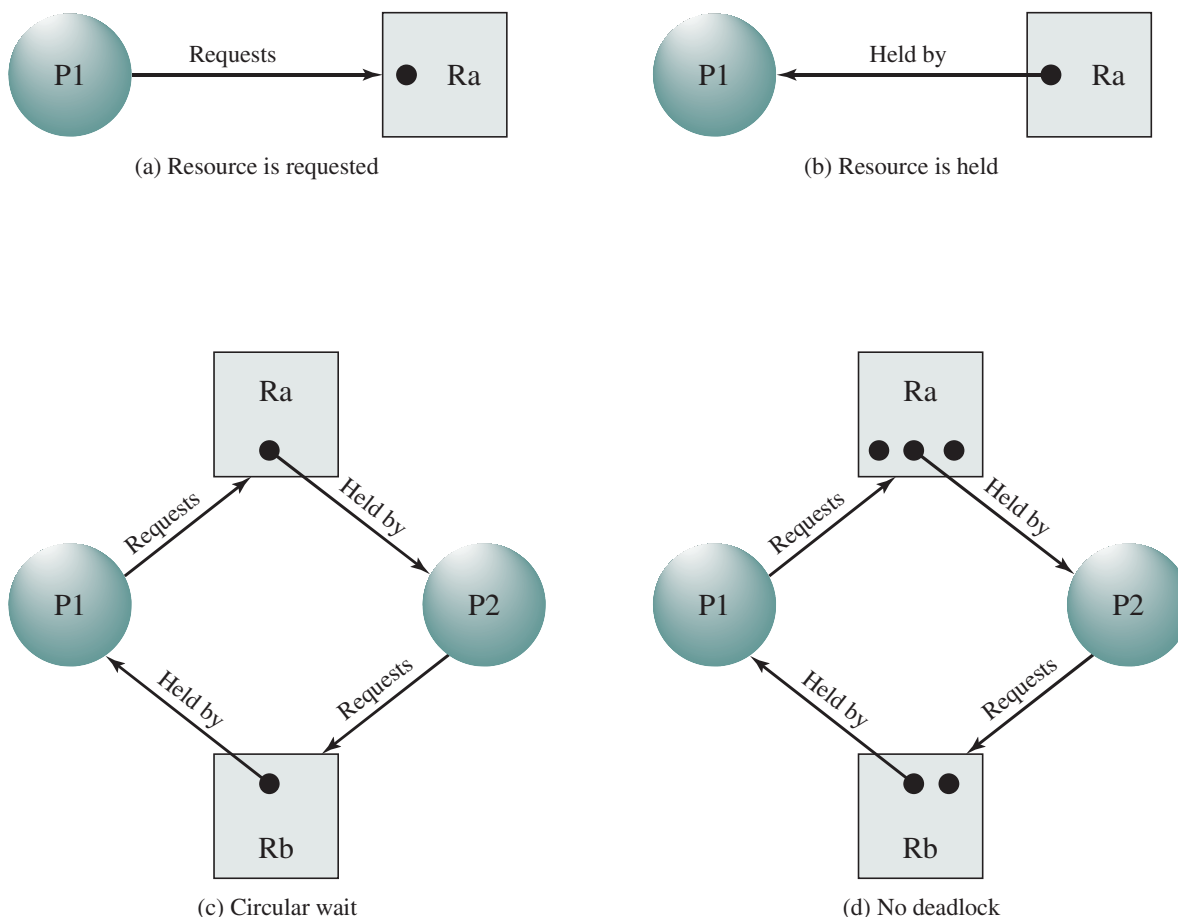 P1
Requests
Ra
(a) Resource is requested
P1
Held by
Ra
(b) Resource is held
Ra
Requests
Held by
P1
P2
Held by
Requests
Rb
(c) Circular wait
Ra
Requests
Held by
P1
P2
Held by
Requests
Rb
(d) No deadlock